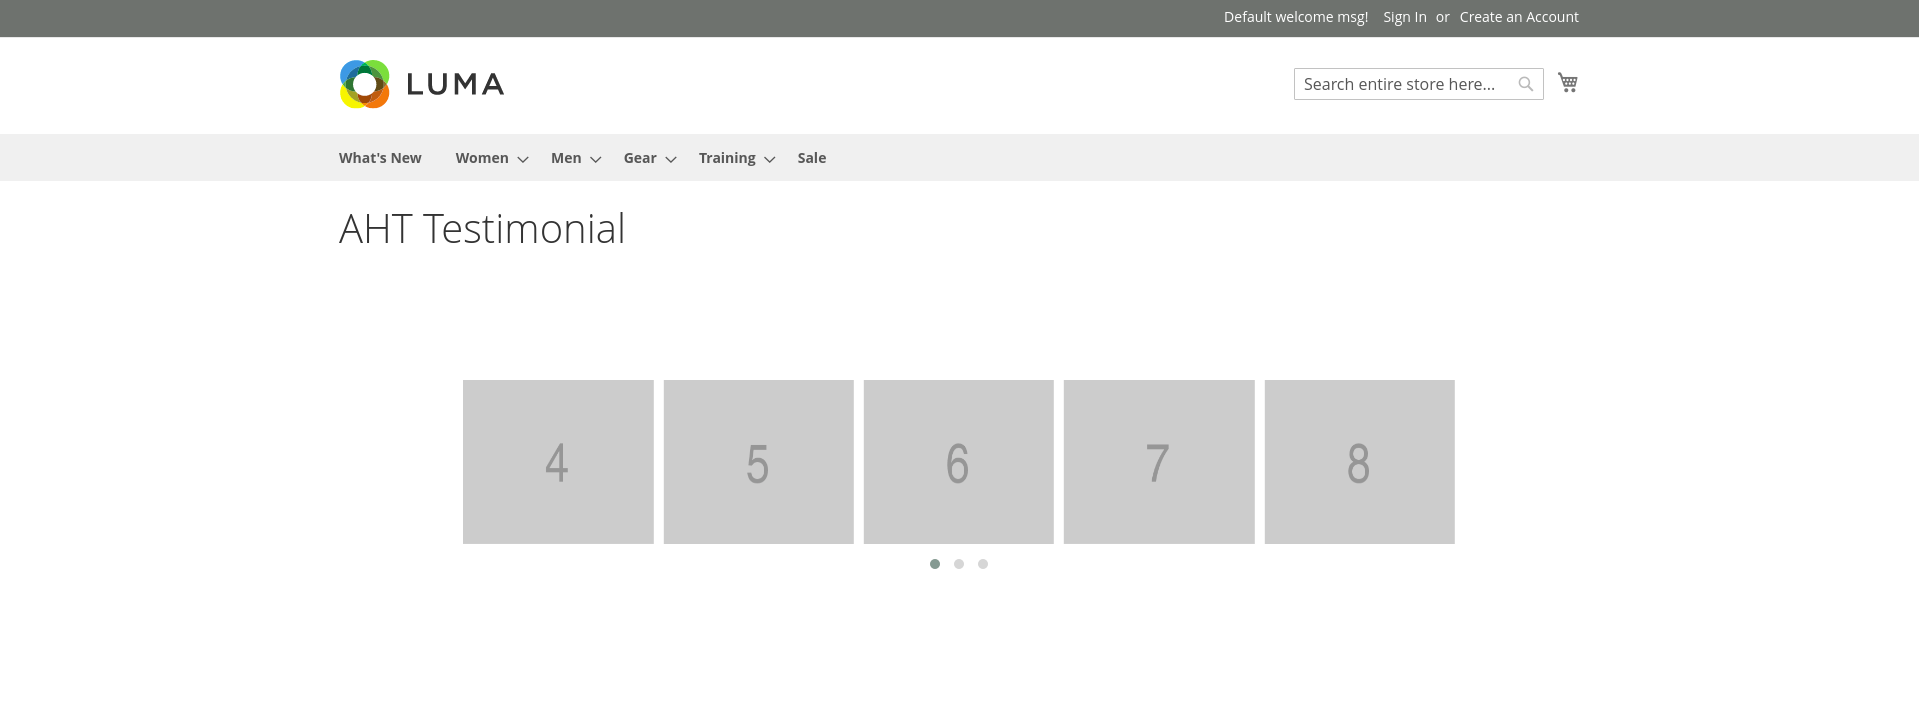 Default welcome msg! Sign In or Create an Account
LUMA
Search entire store here...
What's New Women Men Gear Training Sale
AHT Testimonial
4 5 6 7 8